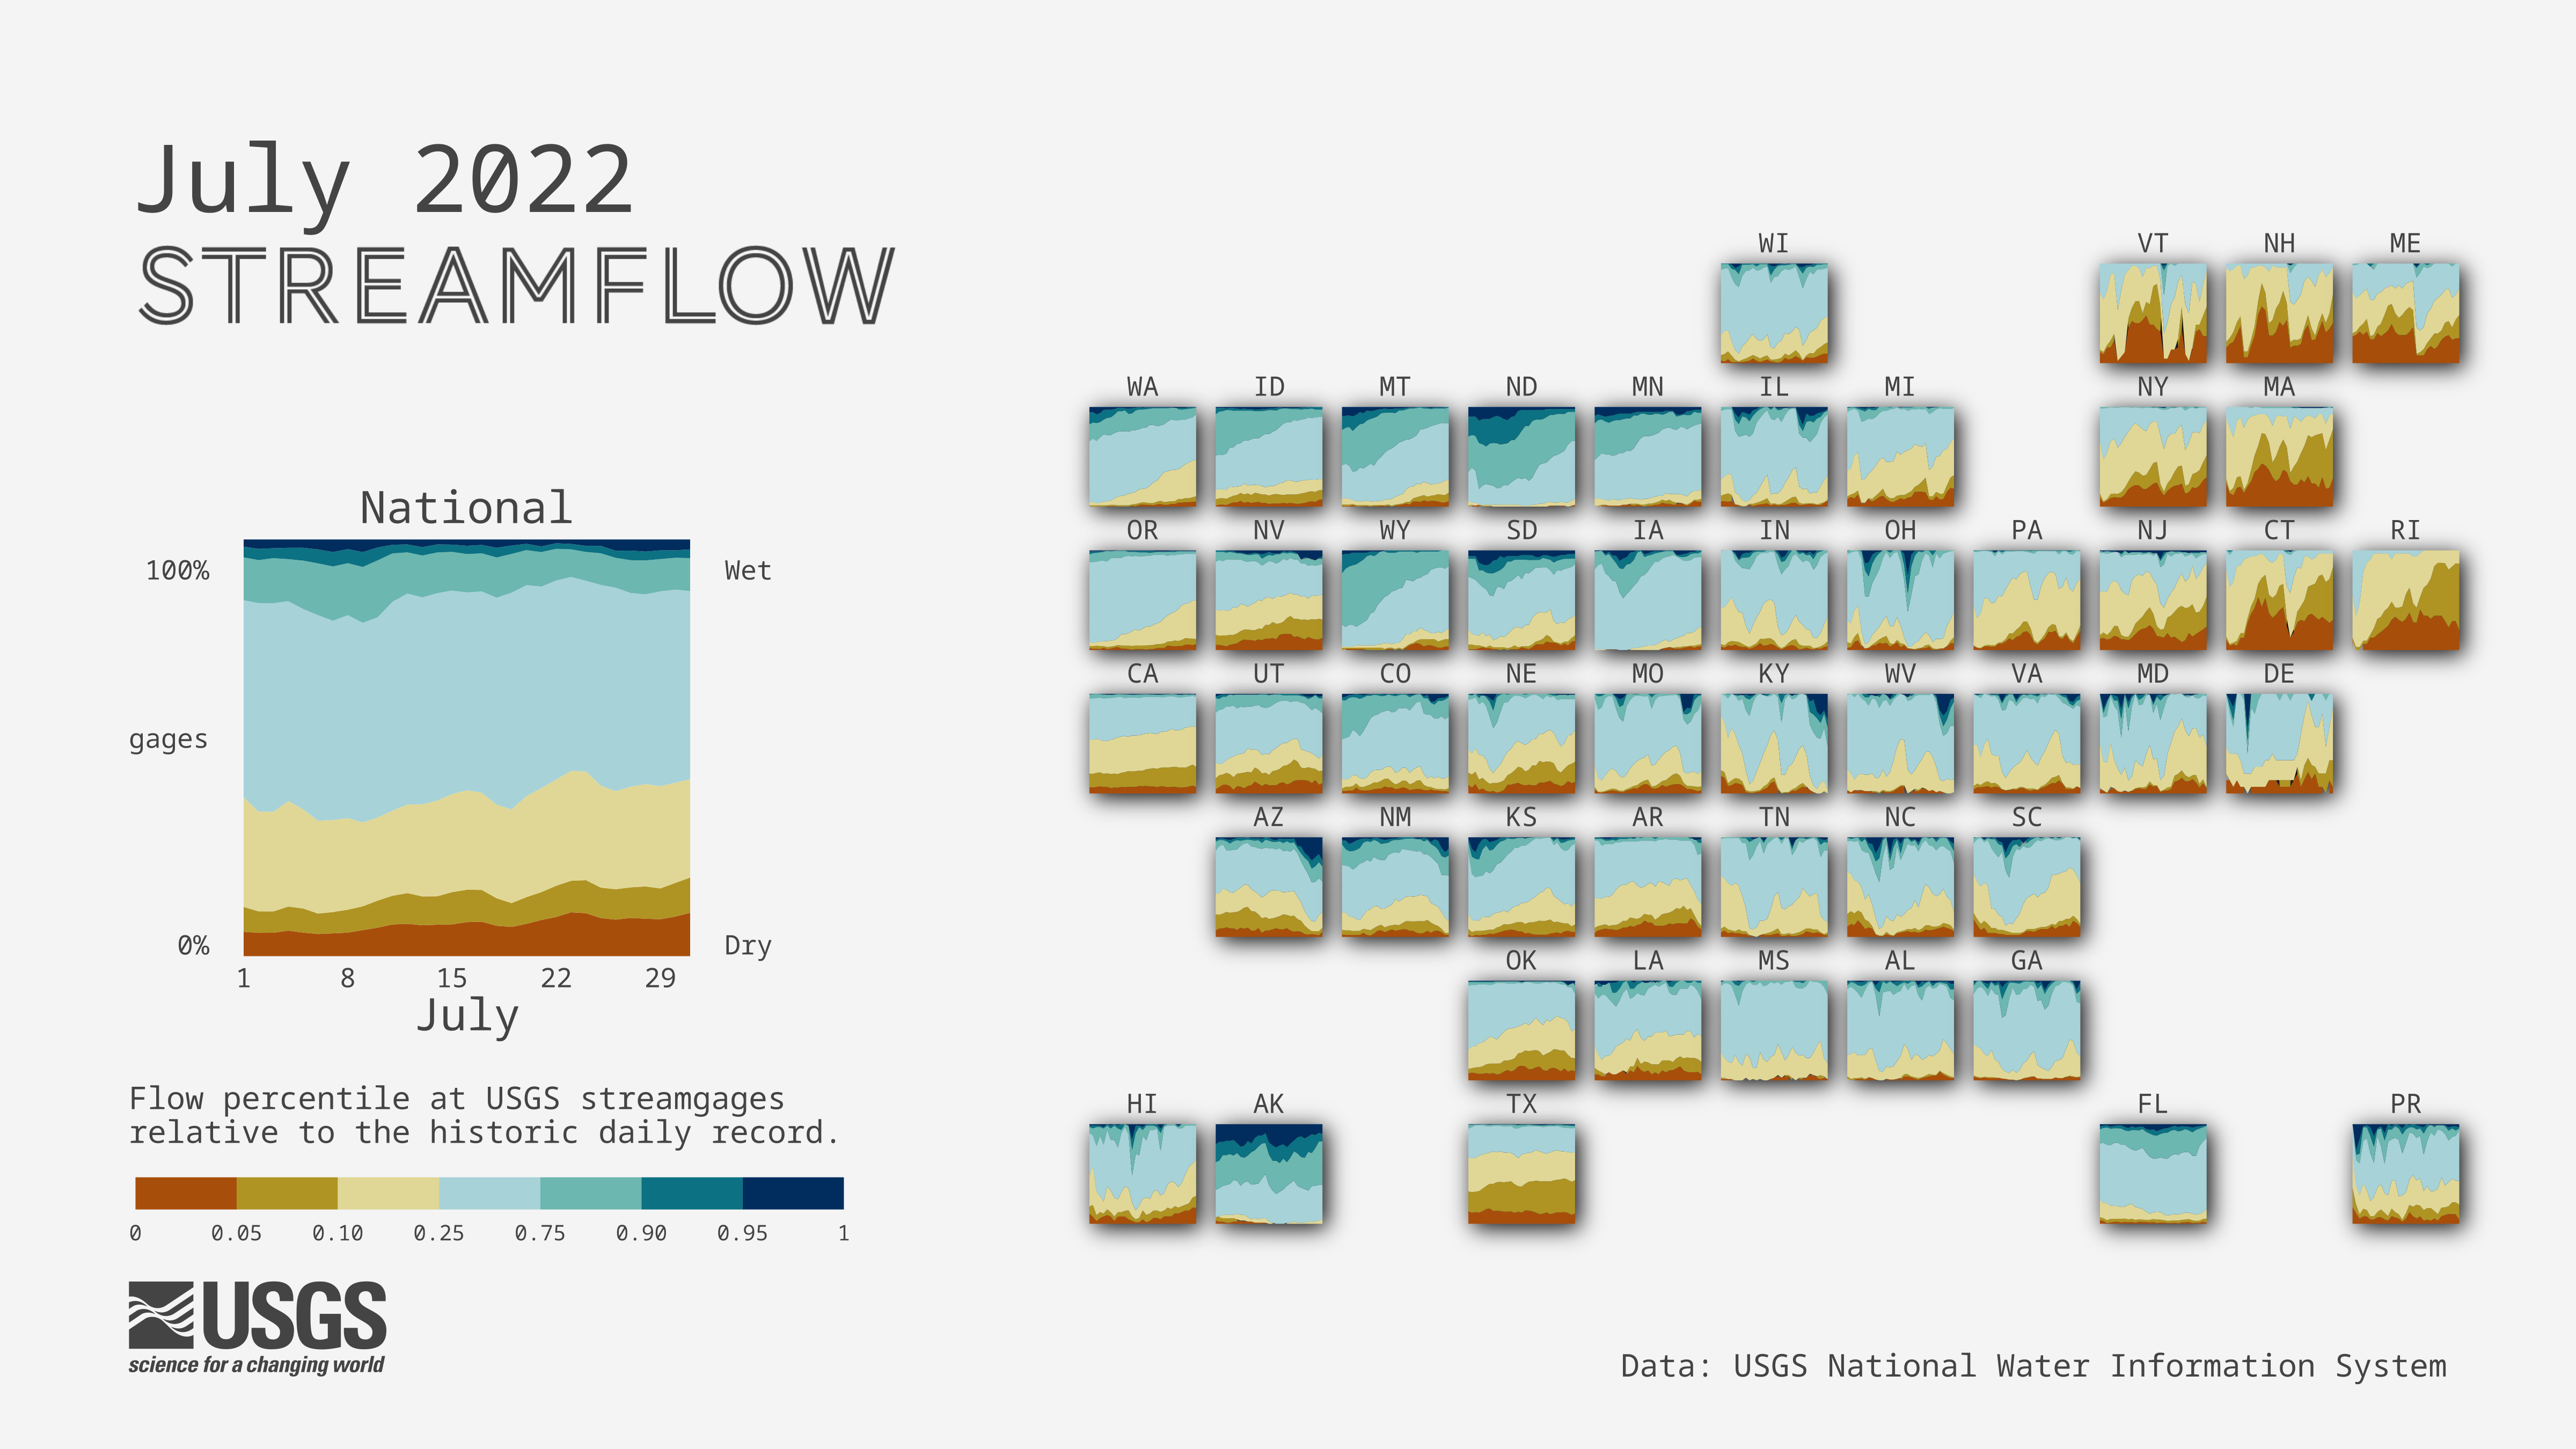 July 2022
STREAMFLOW
National
100%
Wet
gages
0%
Dry
1 8 15 22 29
July
Flow percentile at USGS streamgages
relative to the historic daily record.
0 0.05 0.10 0.25 0.75 0.90 0.95 1
USGS
science for a changing world
WI VT NH ME
WA ID MT ND MN IL MI NY MA
OR NV WY SD IA IN OH PA NJ CT RI
CA UT CO NE MO KY WV VA MD DE
AZ NM KS AR TN NC SC
OK LA MS AL GA
HI AK TX FL PR
Data: USGS National Water Information System